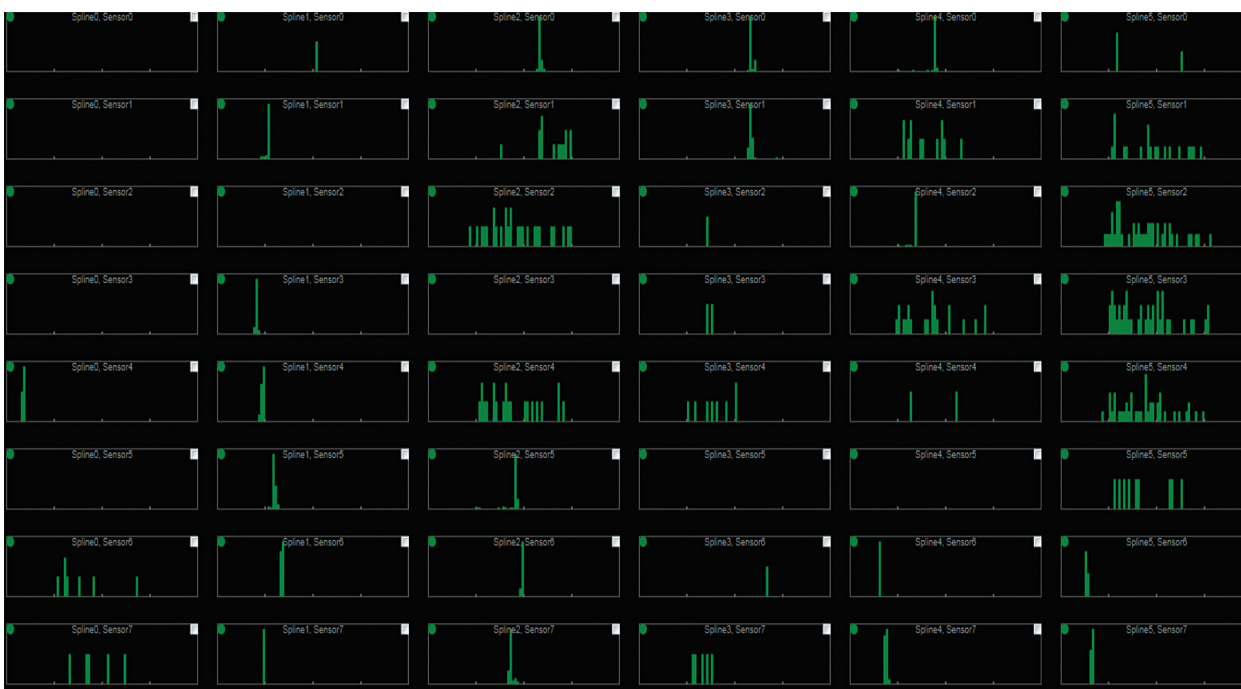 Spline0, Sensor0 Spline1, Sensor0 Spline2, Sensor0 Spline3, Sensor0 Spline4, Sensor0 Spline5, Sensor0
Spline0, Sensor1 Spline1, Sensor1 Spline2, Sensor1 Spline3, Sensor1 Spline4, Sensor1 Spline5, Sensor1
Spline0, Sensor2 Spline1, Sensor2 Spline2, Sensor2 Spline3, Sensor2 Spline4, Sensor2 Spline5, Sensor2
Spline0, Sensor3 Spline1, Sensor3 Spline2, Sensor3 Spline3, Sensor3 Spline4, Sensor3 Spline5, Sensor3
Spline0, Sensor4 Spline1, Sensor4 Spline2, Sensor4 Spline3, Sensor4 Spline4, Sensor4 Spline5, Sensor4
Spline0, Sensor5 Spline1, Sensor5 Spline2, Sensor5 Spline3, Sensor5 Spline4, Sensor5 Spline5, Sensor5
Spline0, Sensor6 Spline1, Sensor6 Spline2, Sensor6 Spline3, Sensor6 Spline4, Sensor6 Spline5, Sensor6
Spline0, Sensor7 Spline1, Sensor7 Spline2, Sensor7 Spline3, Sensor7 Spline4, Sensor7 Spline5, Sensor7